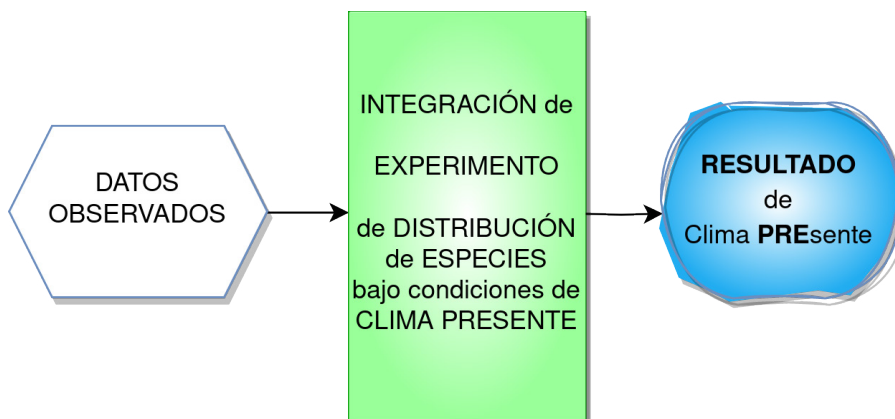 DATOS
OBSERVADOS
INTEGRACIÓN de
EXPERIMENTO
de DISTRIBUCIÓN
de ESPECIES
bajo condiciones de
CLIMA PRESENTE
RESULTADO
de
Clima PREsente